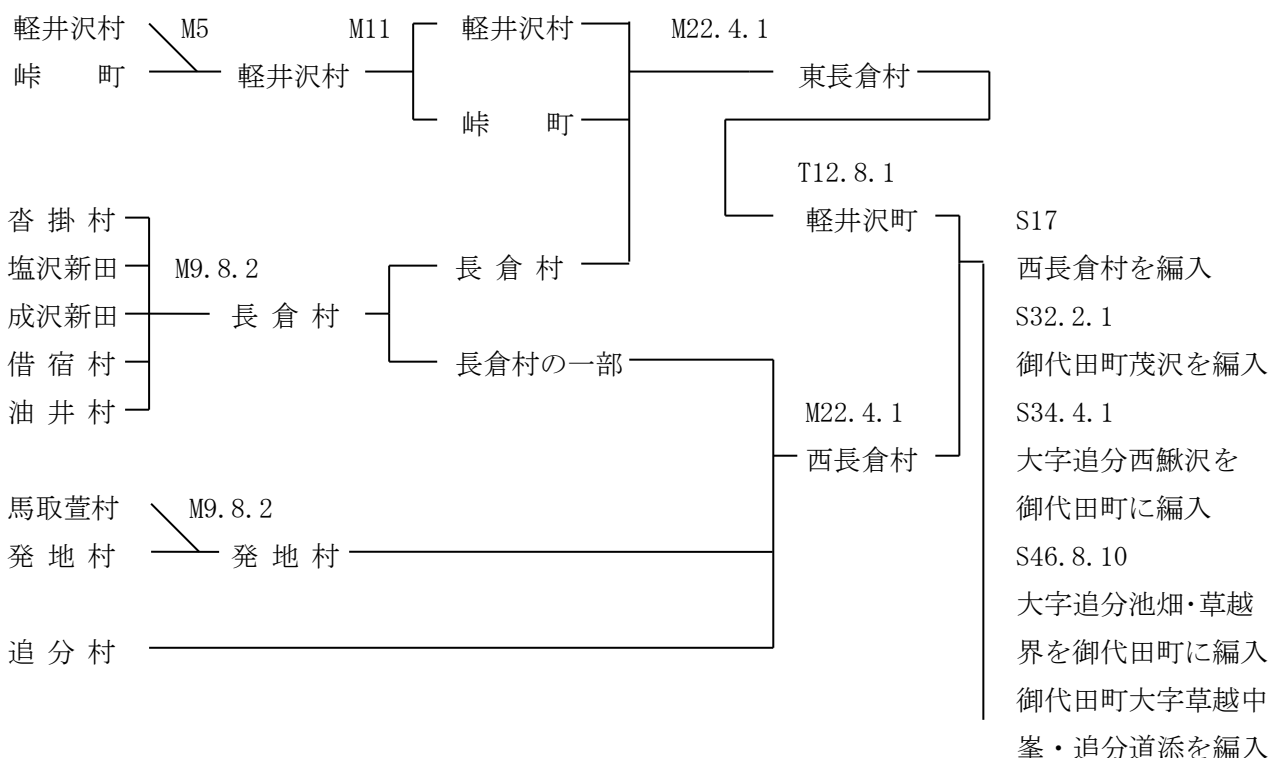 軽井沢村 M5 M11 軽井沢村 M22.4.1
峠 町 軽井沢村 東長倉村
峠 町
T12.8.1
沓掛村 軽井沢町 S17
塩沢新田 M9.8.2 長倉村 西長倉村を編入
成沢新田 長倉村 S32.2.1
借宿村 長倉村の一部 御代田町茂沢を編入
油井村 M22.4.1 S34.4.1
西長倉村 大字追分西鰍沢を
馬取萱村 M9.8.2 御代田町に編入
発地村 発地村 S46.8.10
大字追分池畑・草越
追分村 界を御代田町に編入
御代田町大字草越中
峯・追分道添を編入